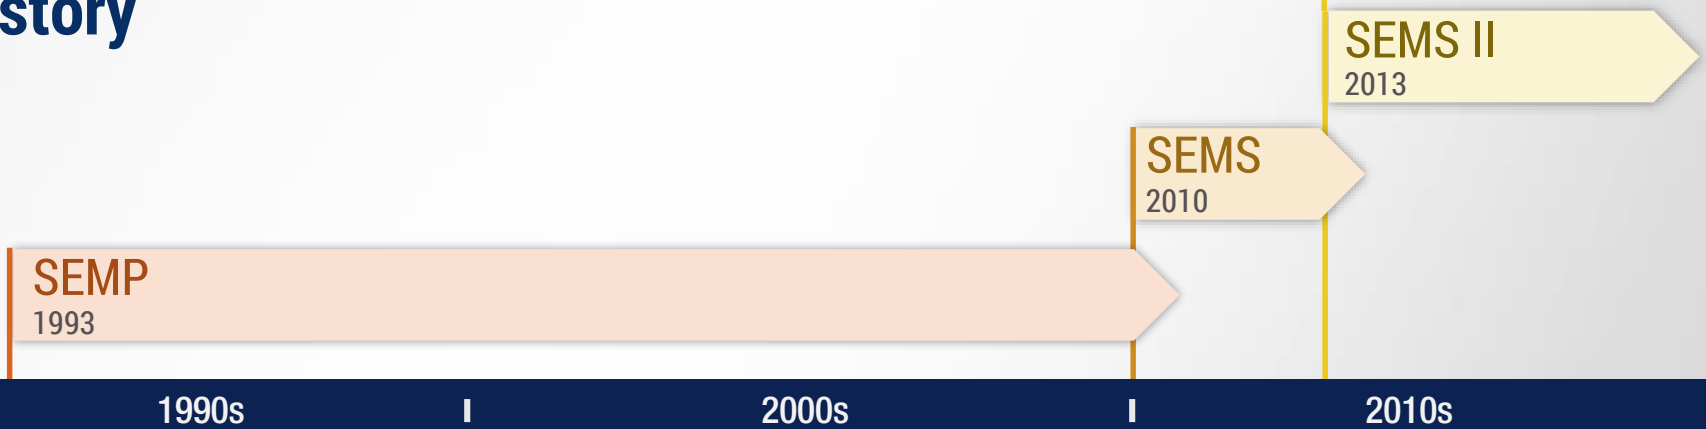 story
SEMS II
2013
SEMS
2010
SEMP
1993
1990s
2000s
2010s